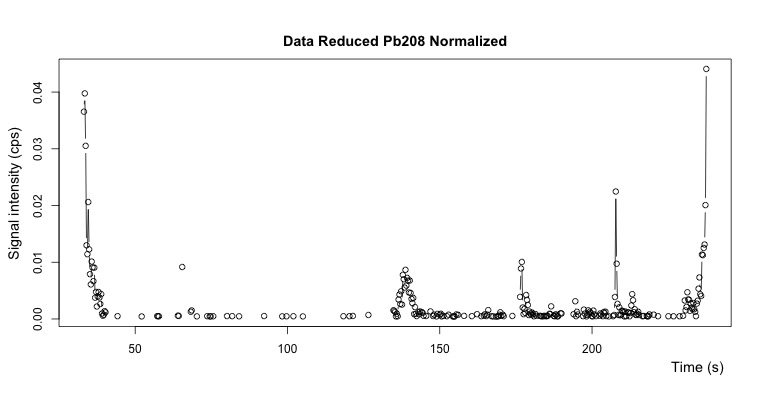 Data Reduced Pb208 Normalized
Signal intensity (cps)
0.04
0.03
0.02
0.01
0.00
50 100 150 200
Time (s)